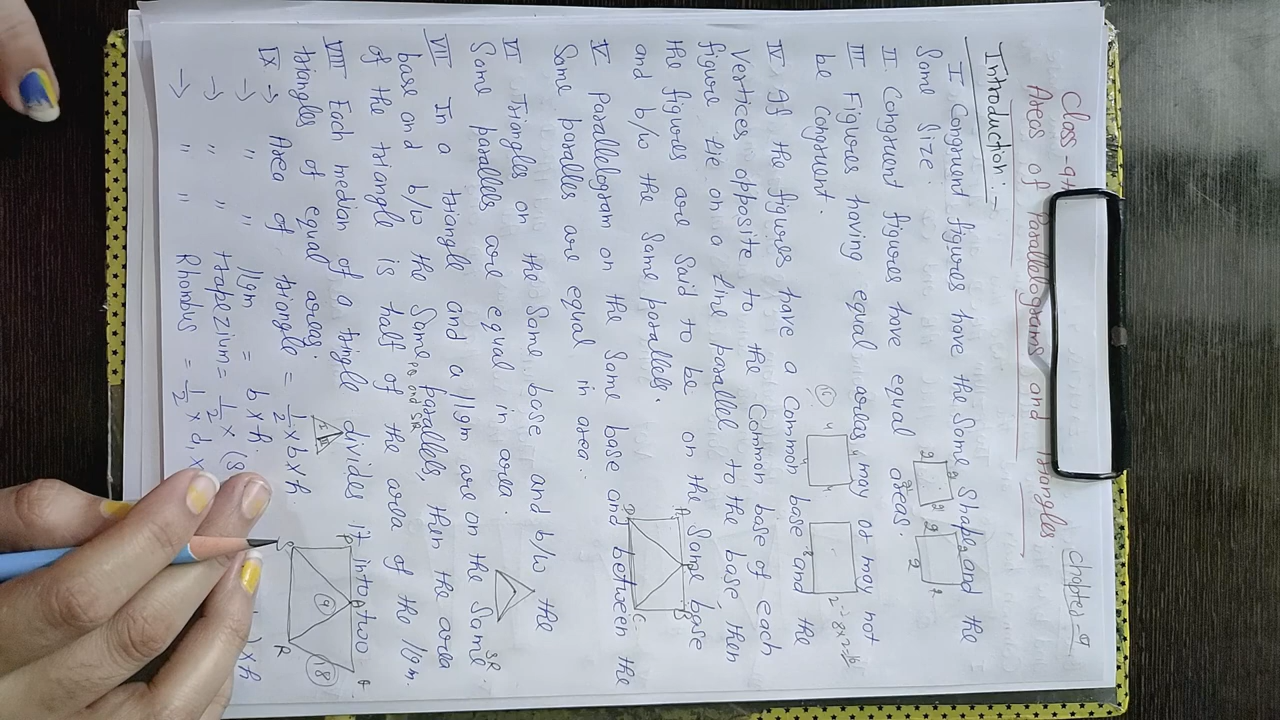 Class - 9th
Chapter - 9
Areas of Parallelograms and Triangles
Introduction :-
I Congruent figures have the Same Shape and the
Same Size.
II Congruent figures have equal areas.
III Figures having equal areas may or may not
be congruent.
IV If the figures have a common base and the
Vertices opposite to the Common base of each
figure lie on a line parallel to the base, then
the figures are Said to be on the Same base
and b/w the Same parallels.
V Parallelogram on the Same base and between the
Same paralles are equal in area.
VI Triangles on the Same base and b/w the
Same paralles are equal in area.
VII In a triangle and a //gm are on the Same
base and b/w the Same parallels, then the area
of the triangle is half of the area of the //gm.
VIII Each median of a tringle divides it into two
triangles of equal areas.
IX → Area of triangle = 1/2 x b x h
→ " " //gm = b x h
→ " " trapezium = 1/2 x (s ) x h
→ " " Rhombus = 1/2 x d x